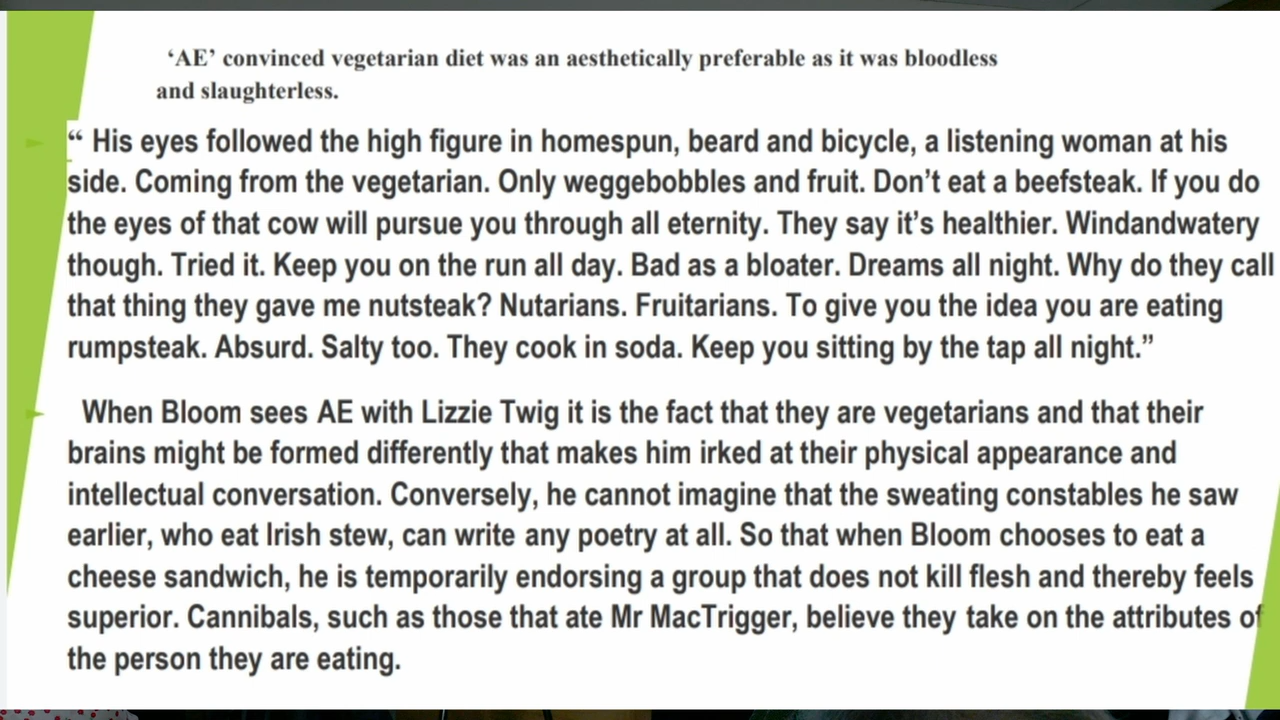 ‘AE’ convinced vegetarian diet was an aesthetically preferable as it was bloodless
and slaughterless.
“ His eyes followed the high figure in homespun, beard and bicycle, a listening woman at his
side. Coming from the vegetarian. Only weggebobbles and fruit. Don’t eat a beefsteak. If you do
the eyes of that cow will pursue you through all eternity. They say it’s healthier. Windandwatery
though. Tried it. Keep you on the run all day. Bad as a bloater. Dreams all night. Why do they call
that thing they gave me nutsteak? Nutarians. Fruitarians. To give you the idea you are eating
rumpsteak. Absurd. Salty too. They cook in soda. Keep you sitting by the tap all night.”
When Bloom sees AE with Lizzie Twig it is the fact that they are vegetarians and that their
brains might be formed differently that makes him irked at their physical appearance and
intellectual conversation. Conversely, he cannot imagine that the sweating constables he saw
earlier, who eat Irish stew, can write any poetry at all. So that when Bloom chooses to eat a
cheese sandwich, he is temporarily endorsing a group that does not kill flesh and thereby feels
superior. Cannibals, such as those that ate Mr MacTrigger, believe they take on the attributes of
the person they are eating.